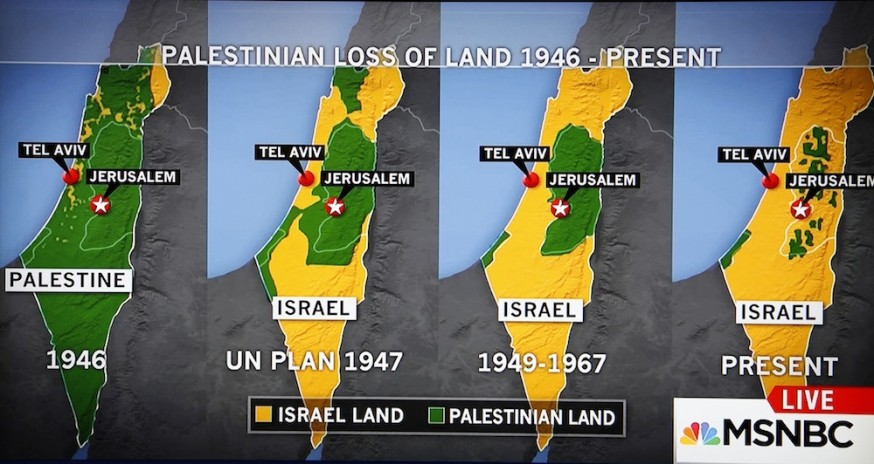 PALESTINIAN LOSS OF LAND 1946 - PRESENT
TEL AVIV
JERUSALEM
PALESTINE
1946
TEL AVIV
JERUSALEM
ISRAEL
UN PLAN 1947
TEL AVIV
JERUSALEM
ISRAEL
1949-1967
TEL AVIV
JERUSALEM
ISRAEL
PRESENT
ISRAEL LAND
PALESTINIAN LAND
LIVE
MSNBC